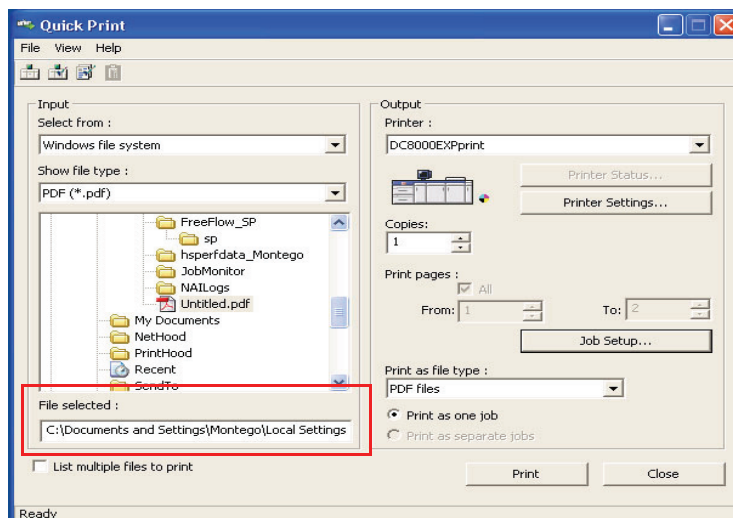 Quick Print
File View Help
Input
Select from :
Windows file system
Show file type :
PDF (*.pdf)
FreeFlow_SP
sp
hsperfdata_Montego
JobMonitor
NAILogs
Untitled.pdf
My Documents
NetHood
PrintHood
Recent
SendTo
File selected :
C:\Documents and Settings\Montego\Local Settings
List multiple files to print
Output
Printer :
DC8000EXPprint
Printer Status...
Printer Settings...
Copies:
1
Print pages :
All
From: 1 To: 2
Job Setup...
Print as file type :
PDF files
Print as one job
Print as separate jobs
Print Close
Ready